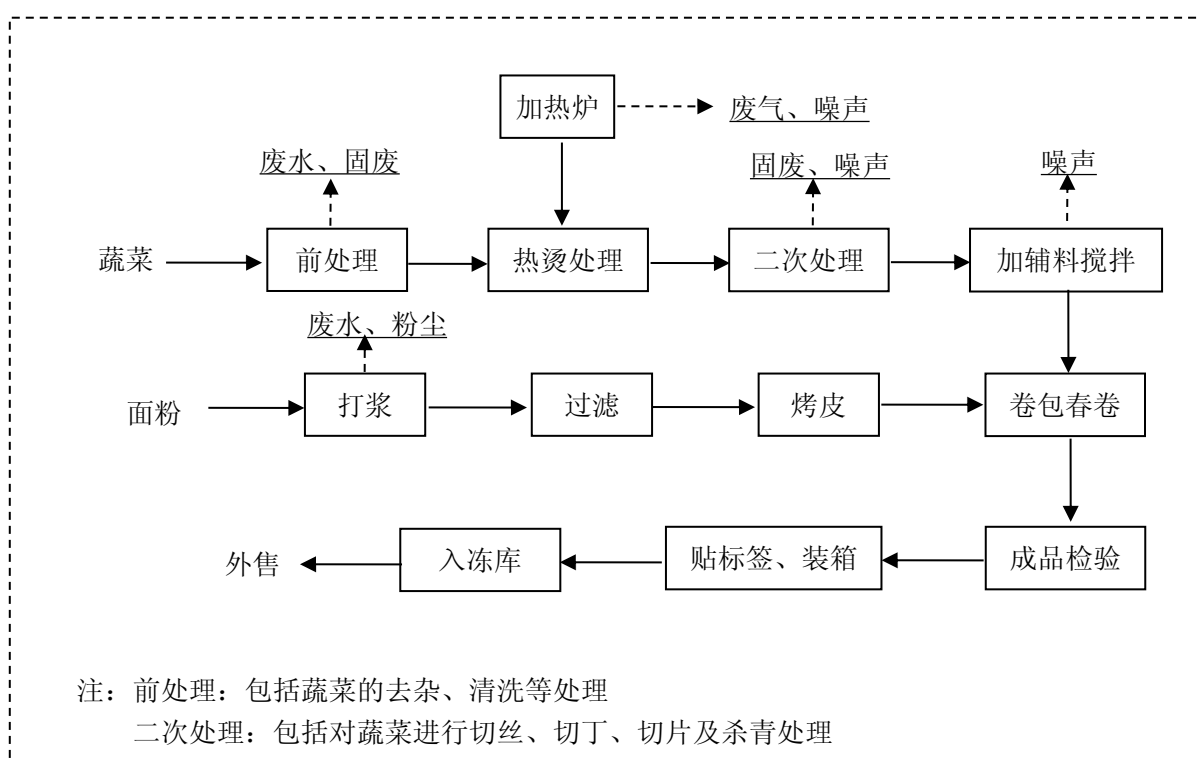 加热炉
废气、噪声
废水、固废
固废、噪声
噪声
蔬菜
前处理
热烫处理
二次处理
加辅料搅拌
废水、粉尘
面粉
打浆
过滤
烤皮
卷包春卷
外售
入冻库
贴标签、装箱
成品检验
注：前处理：包括蔬菜的去杂、清洗等处理
二次处理：包括对蔬菜进行切丝、切丁、切片及杀青处理